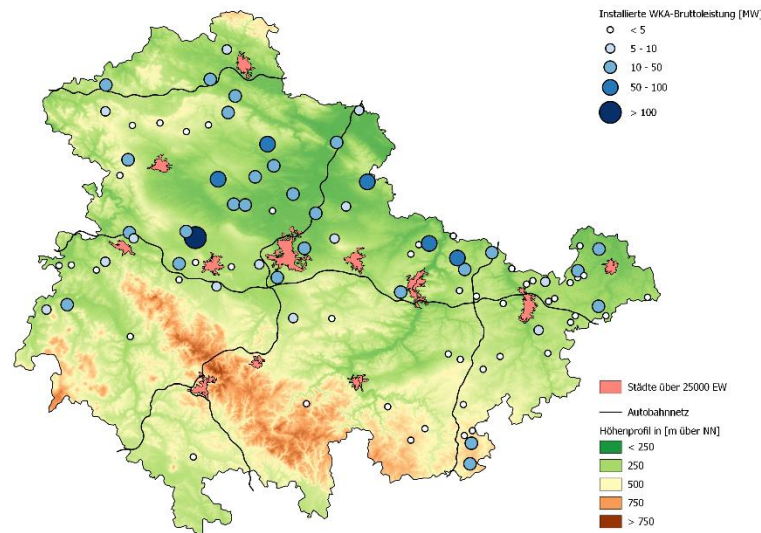 Installierte WKA-Bruttoleistung [MW]
< 5
5 - 10
10 - 50
50 - 100
> 100
Städte über 25000 EW
Autobahnnetz
Höhenprofil in [m über NN]
< 250
250
500
750
> 750